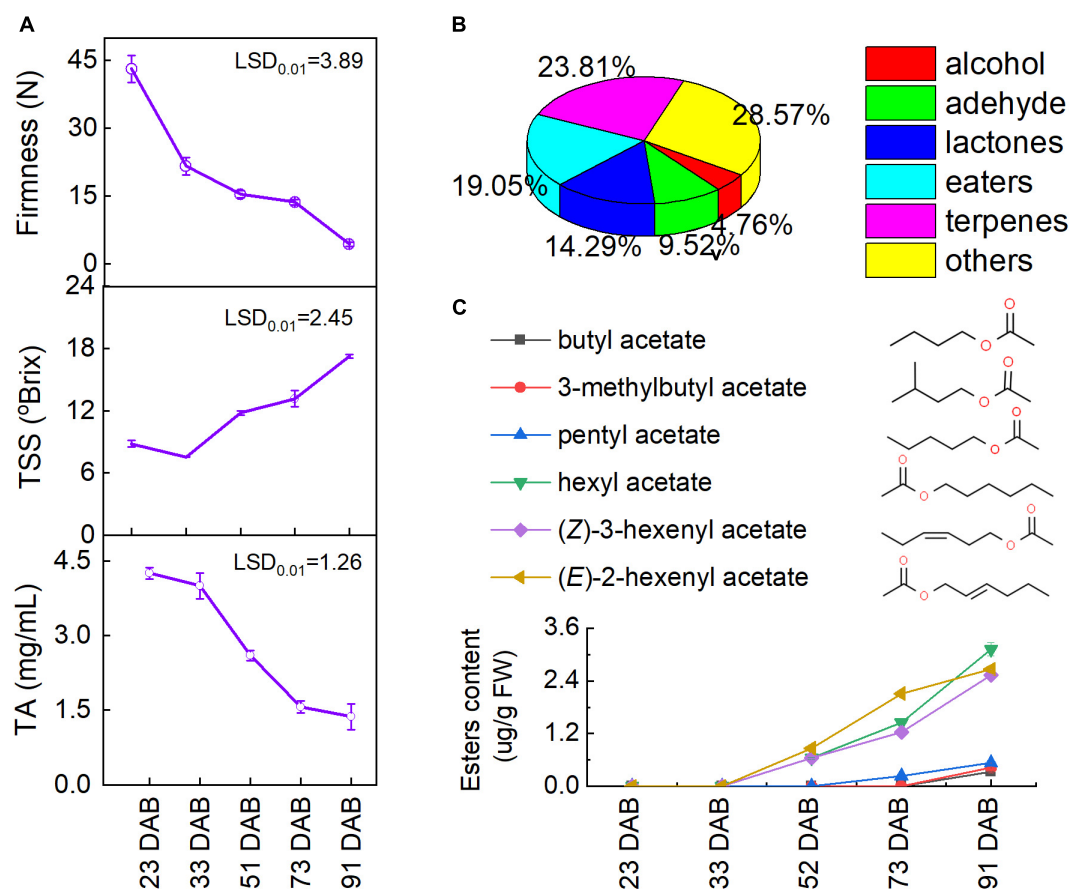 A
Firmness (N)
45
30
15
0
LSD0.01=3.89
TSS (ºBrix)
24
18
12
6
0
LSD0.01=2.45
TA (mg/mL)
4.5
3.0
1.5
0.0
LSD0.01=1.26
23 DAB
33 DAB
51 DAB
73 DAB
91 DAB
B
23.81%
28.57%
19.05%
14.29%
9.52%
4.76%
v
alcohol
adehyde
lactones
eaters
terpenes
others
C
butyl acetate
3-methylbutyl acetate
pentyl acetate
hexyl acetate
(Z)-3-hexenyl acetate
(E)-2-hexenyl acetate
O
O
O
O
O
O
O
O
O
O
O
O
Esters content
(ug/g FW)
3.6
2.4
1.2
0.0
23 DAB
33 DAB
52 DAB
73 DAB
91 DAB